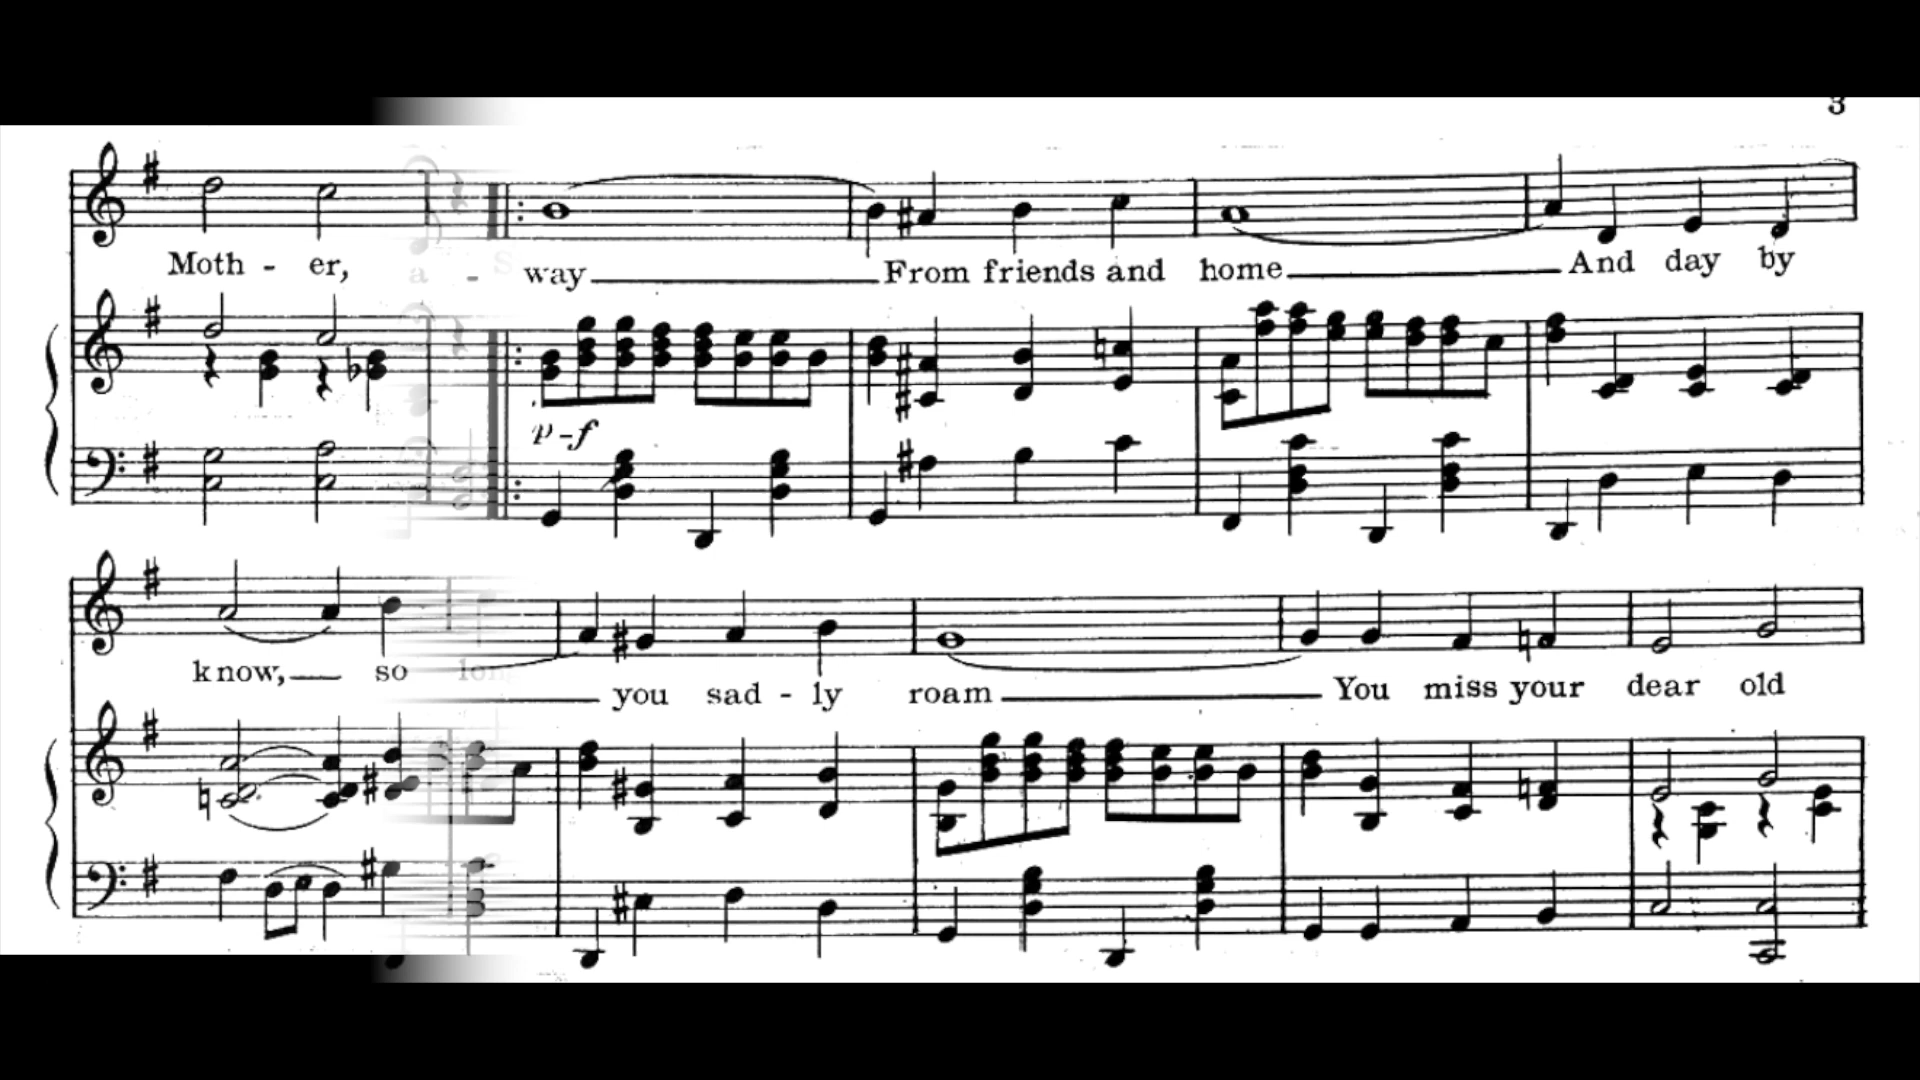 3
Moth - er, a - way From friends and home And day by
p-f
know, so you sad - ly roam You miss your dear old